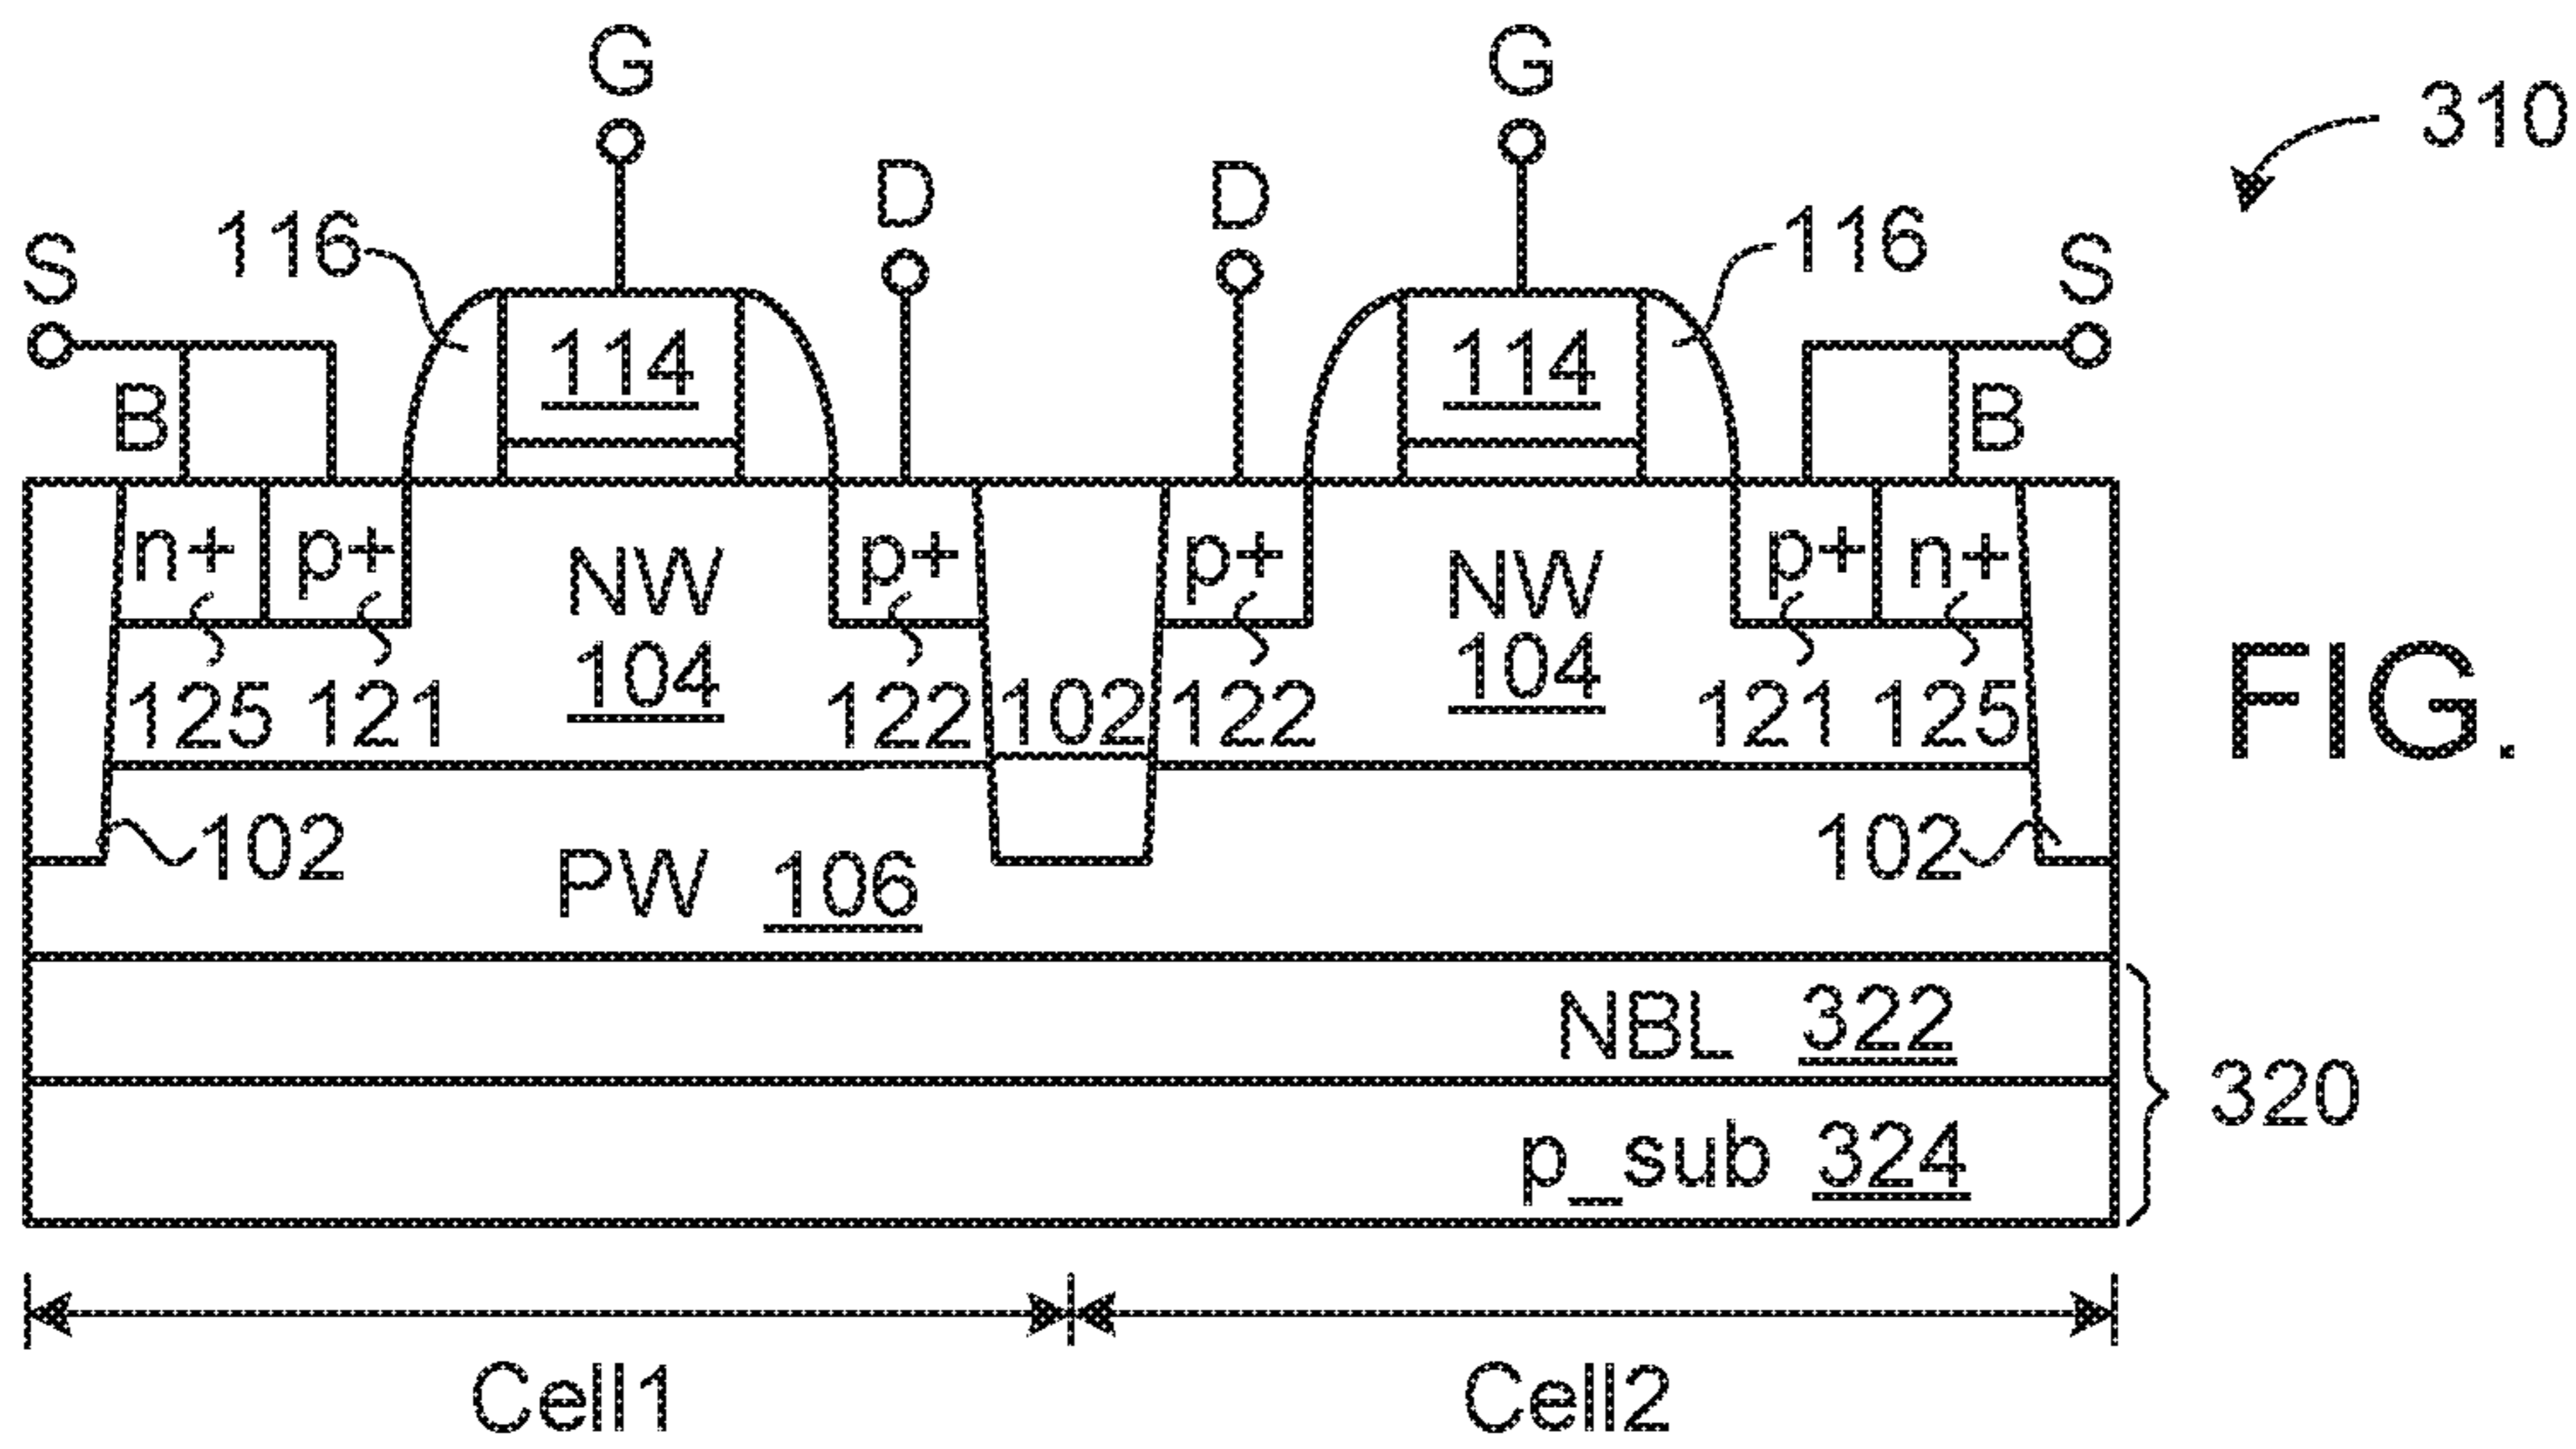 G G
310
D D
116 116
S S
114 114
B B
n+ p+ NW p+ p+ NW p+ n+
104 104
125 121 122 102 122 121 125
FIG.
102 102
PW 106
NBL 322
320
p_sub 324
Cell1 Cell2